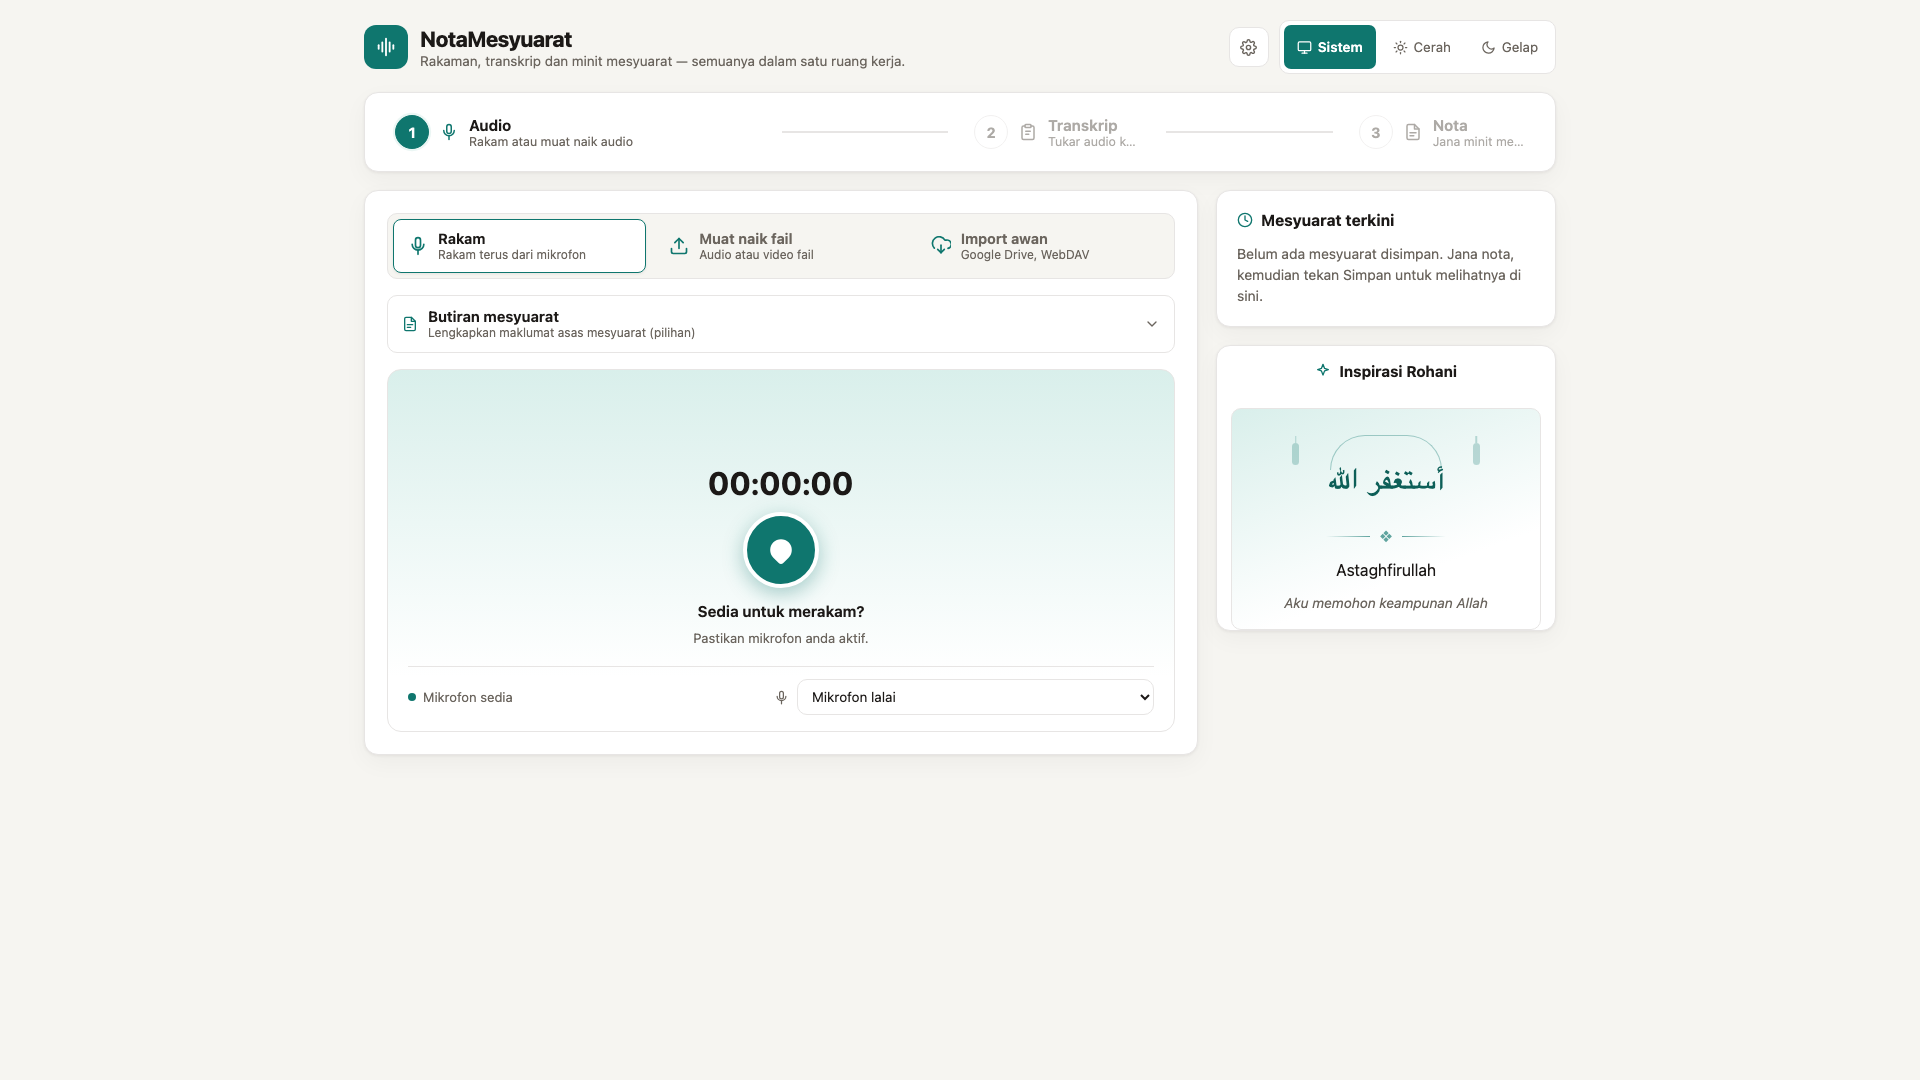 NotaMesyuarat
Rakaman, transkrip dan minit mesyuarat — semuanya dalam satu ruang kerja.
Sistem
Cerah
Gelap
1
Audio
Rakam atau muat naik audio
2
Transkrip
Tukar audio k...
3
Nota
Jana minit me...
Rakam
Rakam terus dari mikrofon
Muat naik fail
Audio atau video fail
Import awan
Google Drive, WebDAV
Butiran mesyuarat
Lengkapkan maklumat asas mesyuarat (pilihan)
00:00:00
Sedia untuk merakam?
Pastikan mikrofon anda aktif.
Mikrofon sedia
Mikrofon lalai
Mesyuarat terkini
Belum ada mesyuarat disimpan. Jana nota,
kemudian tekan Simpan untuk melihatnya di
sini.
Inspirasi Rohani
أستغفر الله
Astaghfirullah
Aku memohon keampunan Allah